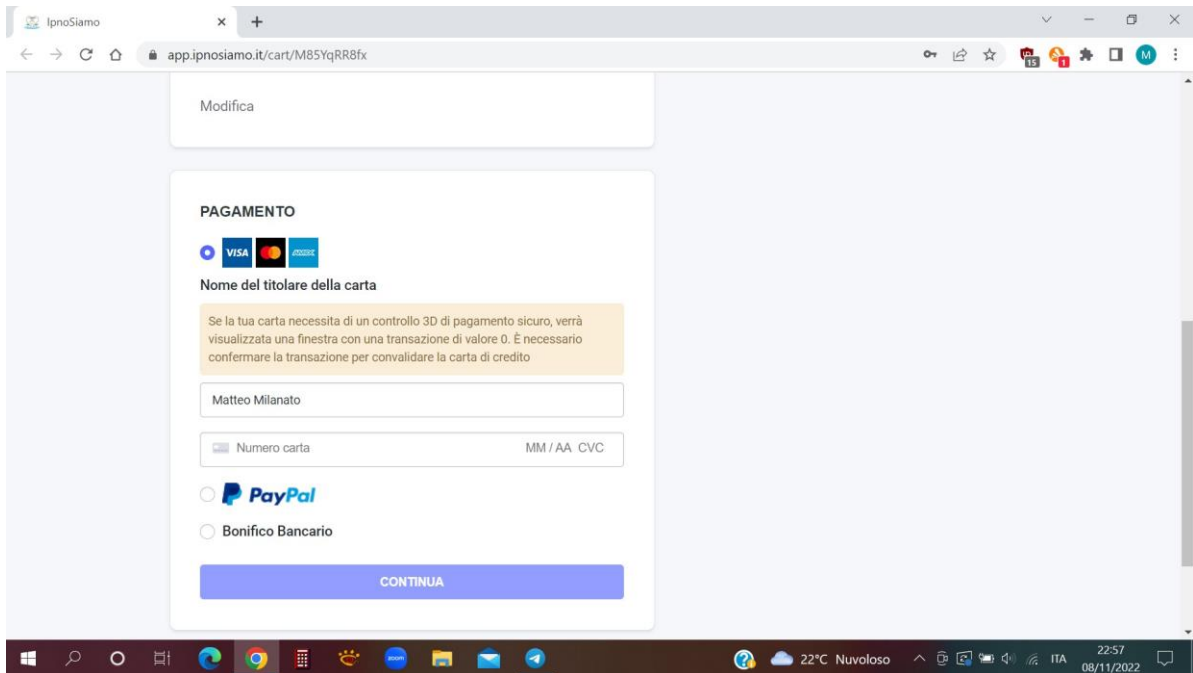 IpnoSiamo
app.ipnosiamo.it/cart/M85YqRR8fx
15
1
M
Modifica
PAGAMENTO
VISA
Nome del titolare della carta
Se la tua carta necessita di un controllo 3D di pagamento sicuro, verrà
visualizzata una finestra con una transazione di valore 0. È necessario
confermare la transazione per convalidare la carta di credito
Matteo Milanato
Numero carta MM / AA CVC
PayPal
Bonifico Bancario
CONTINUA
zoom
22°C Nuvoloso
ITA
22:57
08/11/2022